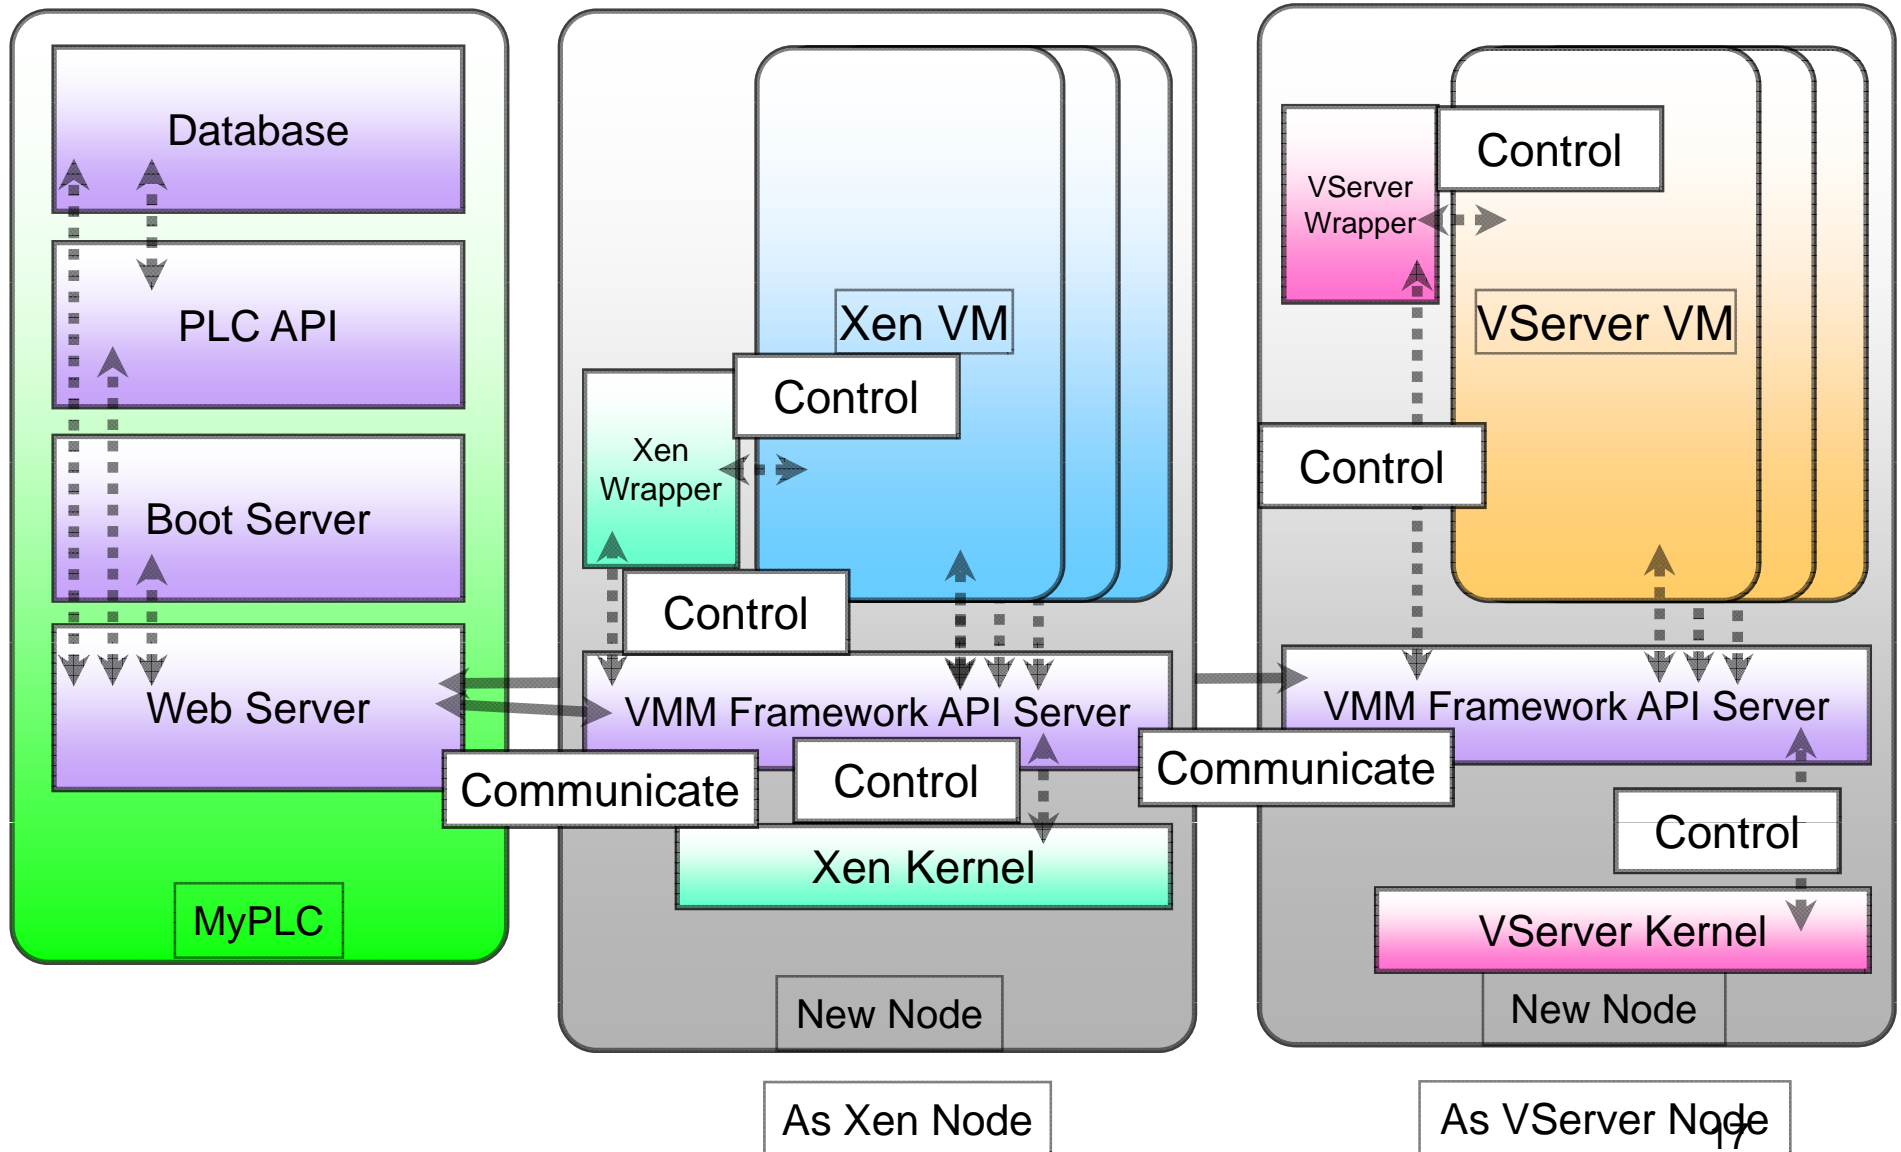 Database
PLC API
Boot Server
Web Server
MyPLC
Xen VM
Control
Xen
Wrapper
Control
VMM Framework API Server
Communicate
Control
Xen Kernel
New Node
As Xen Node
Control
VServer
Wrapper
VServer VM
Control
VMM Framework API Server
Communicate
Control
VServer Kernel
New Node
As VServer Node
17